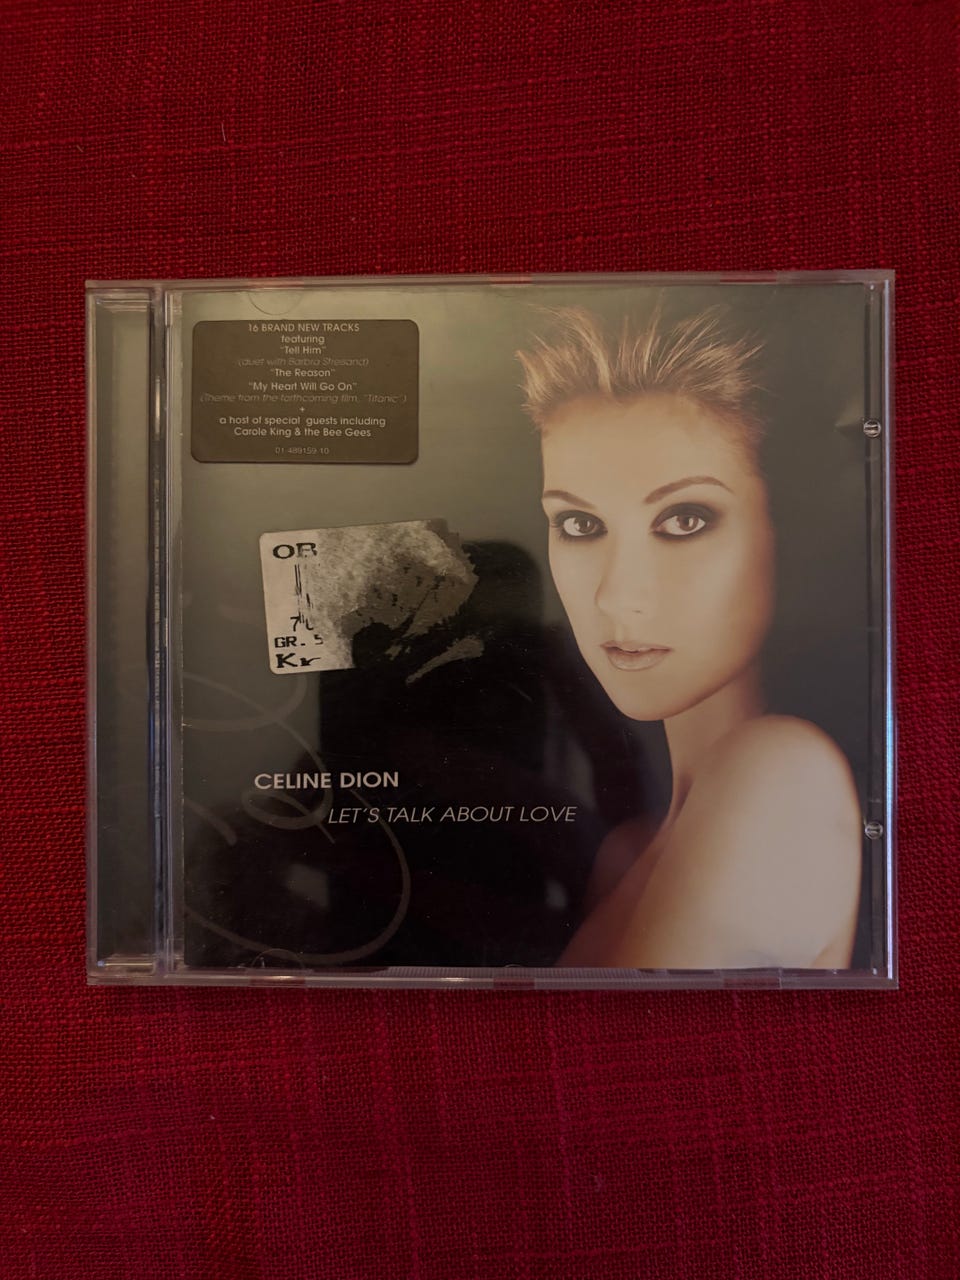 16 BRAND NEW TRACKS
featuring
"Tell Him"
(duet with Barbra Streisand)
"The Reason"
"My Heart Will Go On"
(Theme from the forthcoming film, "Titanic")
+
a host of special guests including
Carole King & the Bee Gees
01 489159 10
OB
GR. 5
Kr
CELINE DION
LET'S TALK ABOUT LOVE